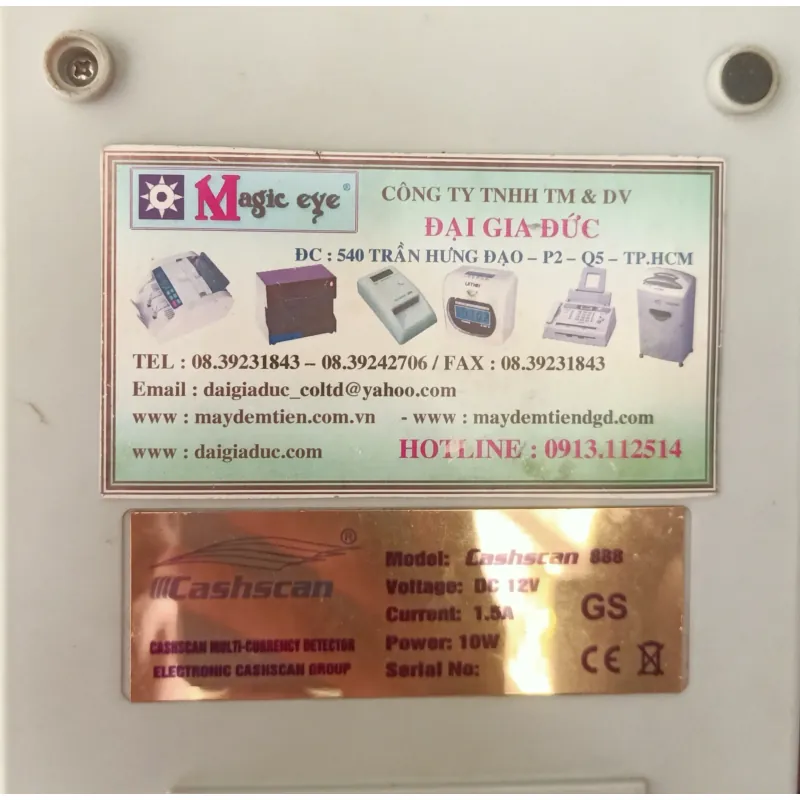 Magic eye®
CÔNG TY TNHH TM & DV
ĐẠI GIA ĐỨC
ĐC : 540 TRẦN HƯNG ĐẠO – P2 – Q5 – TP.HCM
TEL : 08.39231843 – 08.39242706 / FAX : 08.39231843
Email : daigiaduc_coltd@yahoo.com
www : maydemtien.com.vn - www : maydemtiendgd.com
www : daigiaduc.com HOTLINE : 0913.112514
Cashscan®
CASHSCAN MULTI-CURRENCY DETECTOR
ELECTRONIC CASHSCAN GROUP
Model: Cashscan 888
Voltage: DC 12V
Current: 1.5A
Power: 10W
Serial No:
GS
CE